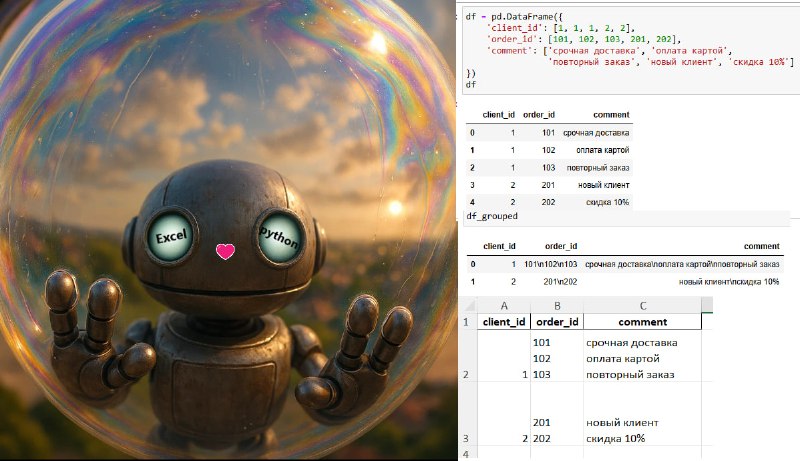 Excel
python
df = pd.DataFrame({
'client_id': [1, 1, 1, 2, 2],
'order_id': [101, 102, 103, 201, 202],
'comment': ['срочная доставка', 'оплата картой',
'повторный заказ', 'новый клиент', 'скидка 10%']
})
df
client_id order_id comment
0 1 101 срочная доставка
1 1 102 оплата картой
2 1 103 повторный заказ
3 2 201 новый клиент
4 2 202 скидка 10%
df_grouped
client_id order_id comment
0 1 101\n102\n103 срочная доставка\nоплата картой\nповторный заказ
1 2 201\n202 новый клиент\nскидка 10%
A B C
1 client_id order_id comment
101 срочная доставка
102 оплата картой
2 1 103 повторный заказ
201 новый клиент
3 2 202 скидка 10%
4